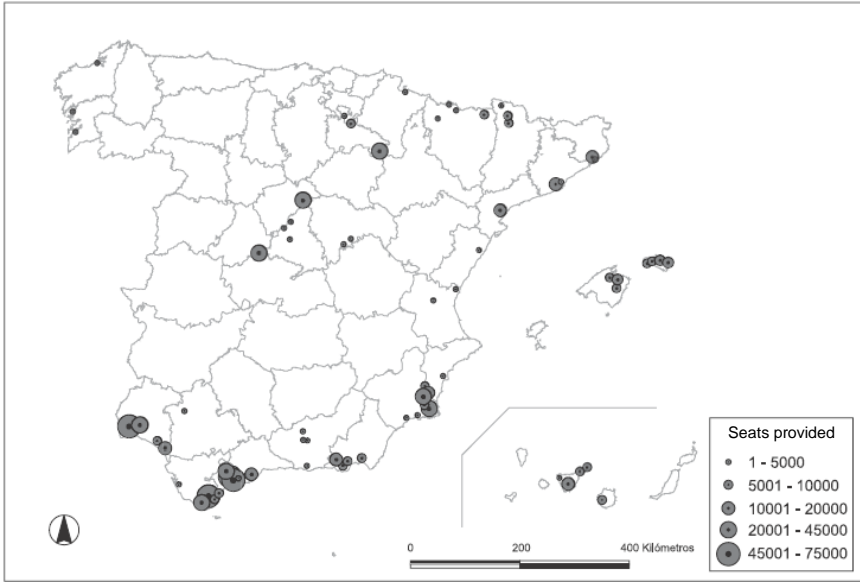 Seats provided
1 - 5000
5001 - 10000
10001 - 20000
20001 - 45000
45001 - 75000
0 200 400 Kilómetros